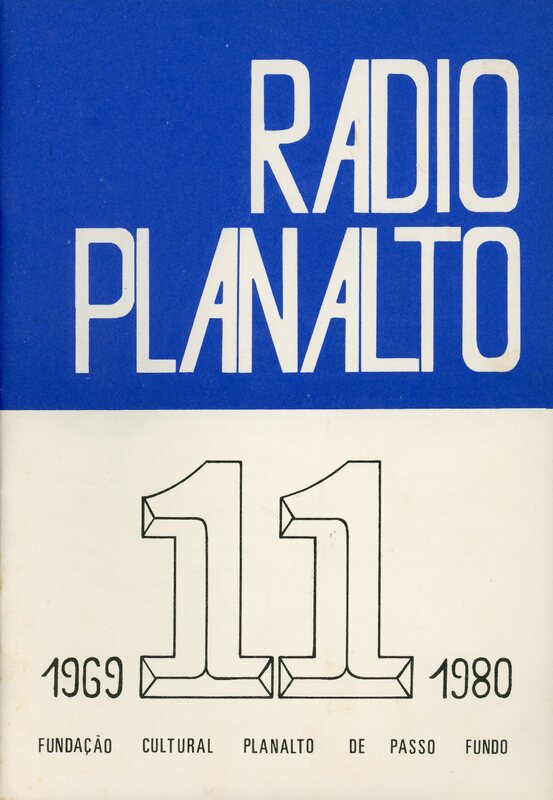 RADIO
PLANALTO
1969 11 1980
FUNDAÇÃO CULTURAL PLANALTO DE PASSO FUNDO